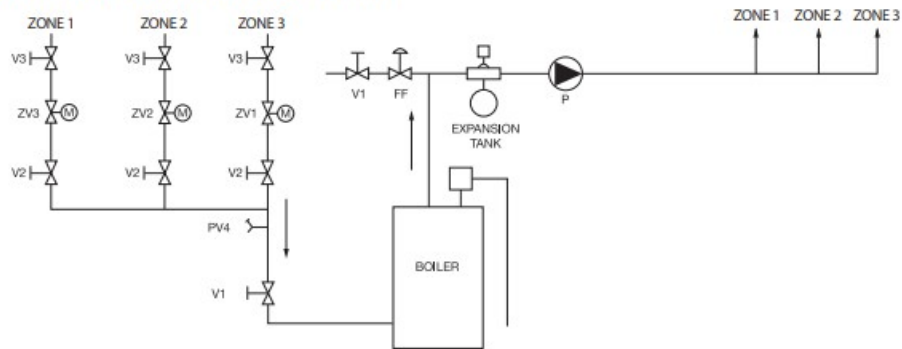 ZONE 1 ZONE 2 ZONE 3
ZONE 1 ZONE 2 ZONE 3
V3 V3 V3
V1 FF P
ZV3 M ZV2 M ZV1 M
EXPANSION
TANK
V2 V2 V2
PV4
BOILER
V1